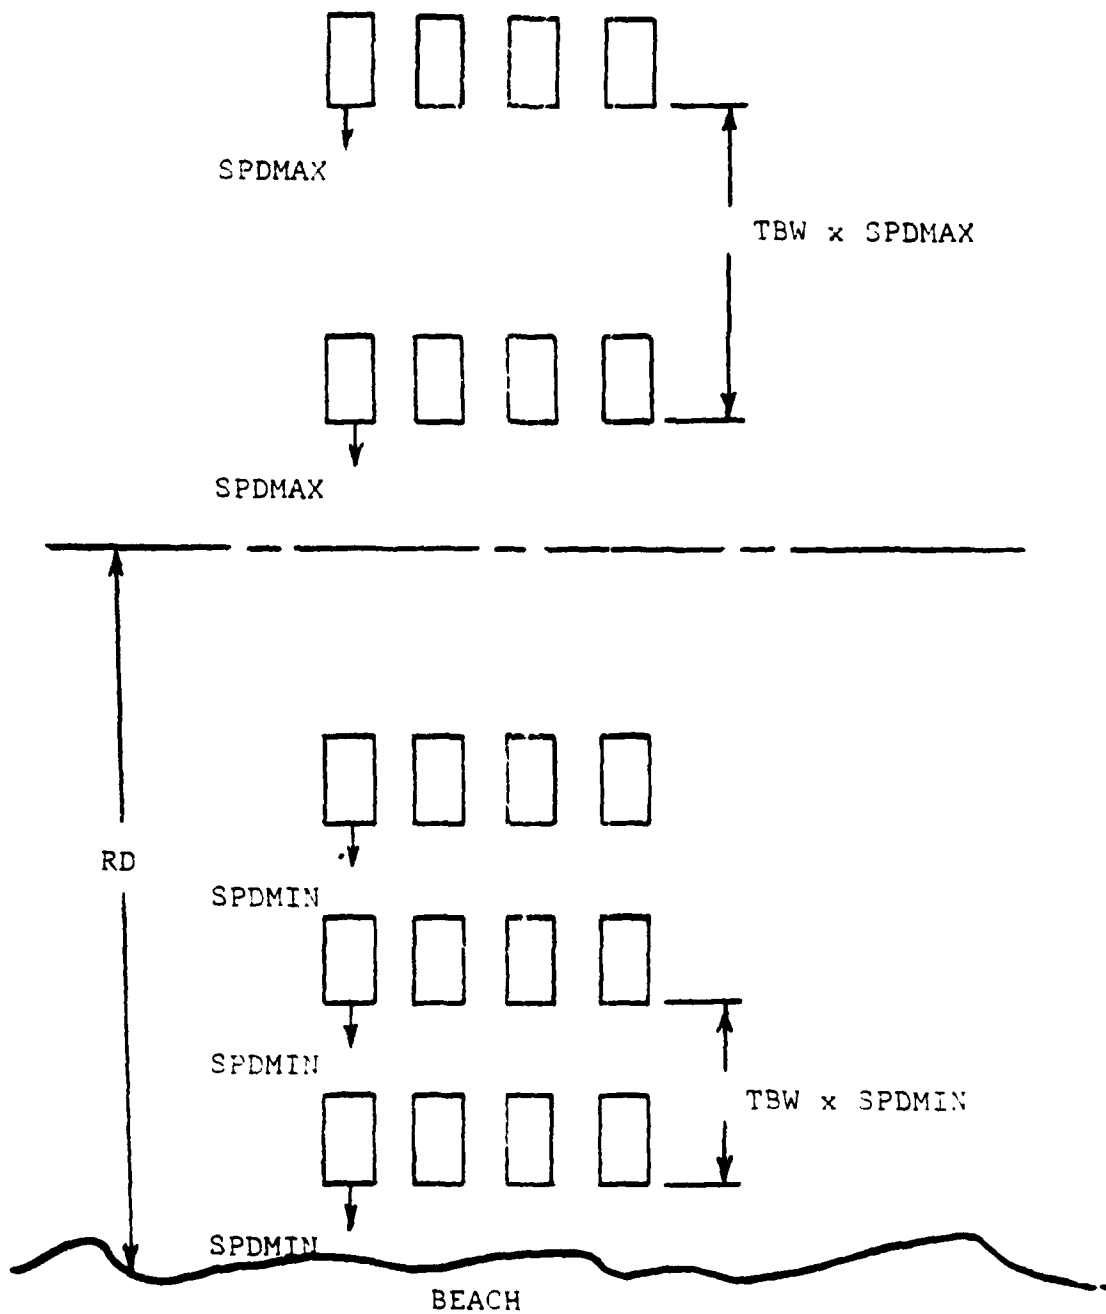 SPDMAX
TBW x SPDMAX
SPDMAX
RD
SPDMIN
SPDMIN
TBW x SPDMIN
SPDMIN
BEACH